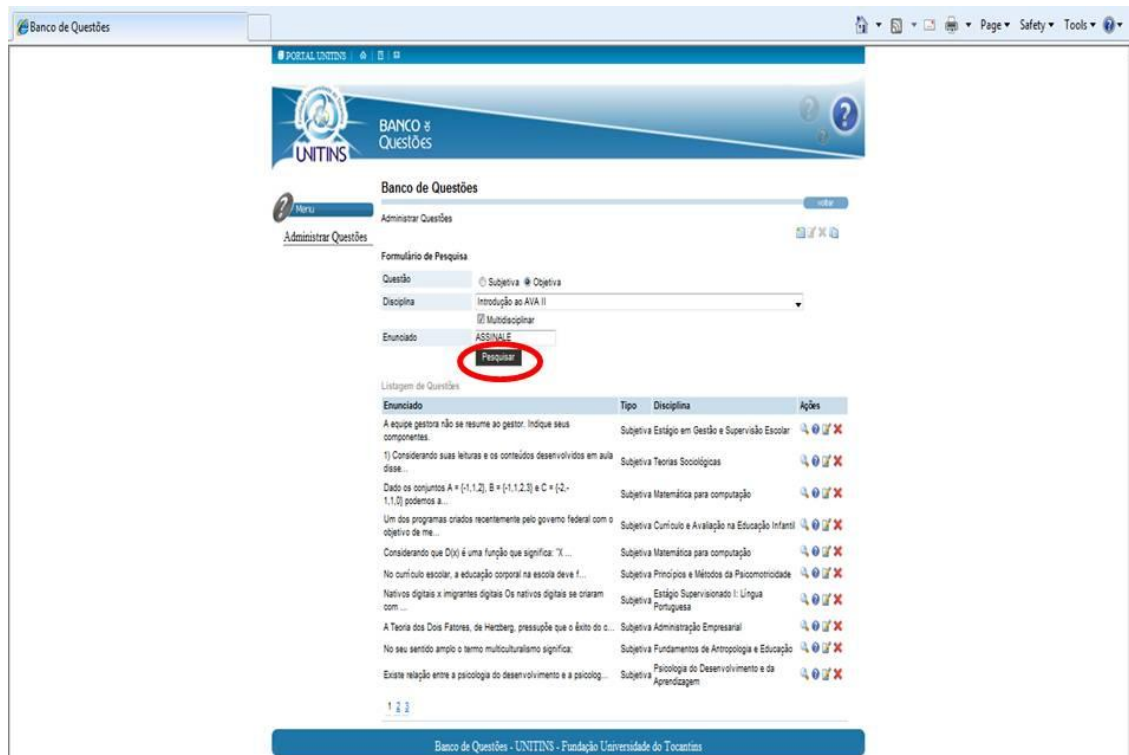 Banco de Questões
Page Safety Tools
PORTAL UNITINS
UNITINS
BANCO de
Questões
Menu
Administrar Questões
Banco de Questões
voltar
Administrar Questões
Formulário de Pesquisa
Questão Subjetiva Objetiva
Disciplina Introdução ao AVA II
Multidisciplinar
Enunciado ASSINALE
Pesquisar
Listagem de Questões
Enunciado Tipo Disciplina Ações
A equipe gestora não se resume ao gestor. Indique seus
componentes. Subjetiva Estágio em Gestão e Supervisão Escolar
1) Considerando suas leituras e os conteúdos desenvolvidos em aula
disse... Subjetiva Teorias Sociológicas
Dado os conjuntos A = {-1,1,2}, B = {-1,1,2,3} e C = {-2,-
1,1,0} podemos a... Subjetiva Matemática para computação
Um dos programas criados recentemente pelo governo federal com o
objetivo de me... Subjetiva Currículo e Avaliação na Educação Infantil
Considerando que D(x) é uma função que significa: "X ... Subjetiva Matemática para computação
No currículo escolar, a educação corporal na escola deve f... Subjetiva Princípios e Métodos da Psicomotricidade
Nativos digitais x imigrantes digitais Os nativos digitais se criaram
com ... Subjetiva Estágio Supervisionado I: Língua
Portuguesa
A Teoria dos Dois Fatores, de Herzberg, pressupõe que o êxito do c... Subjetiva Administração Empresarial
No seu sentido amplo o termo multiculturalismo significa: Subjetiva Fundamentos de Antropologia e Educação
Existe relação entre a psicologia do desenvolvimento e a psicolog... Subjetiva Psicologia do Desenvolvimento e da
Aprendizagem
1 2 3
Banco de Questões - UNITINS - Fundação Universidade do Tocantins